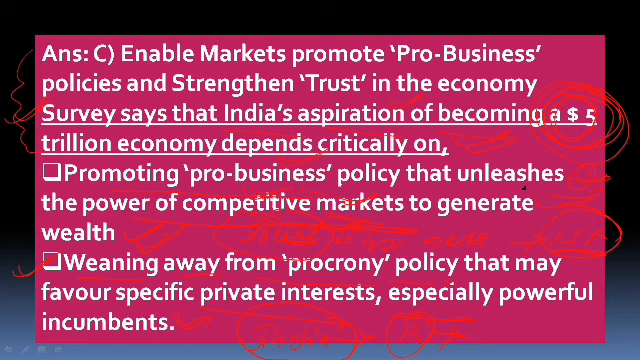 Ans: C) Enable Markets promote ‘Pro-Business’
policies and Strengthen ‘Trust’ in the economy
Survey says that India’s aspiration of becoming a $ 5
trillion economy depends critically on,
❑Promoting ‘pro-business’ policy that unleashes
the power of competitive markets to generate
wealth
❑Weaning away from ‘procrony’ policy that may
favour specific private interests, especially powerful
incumbents.